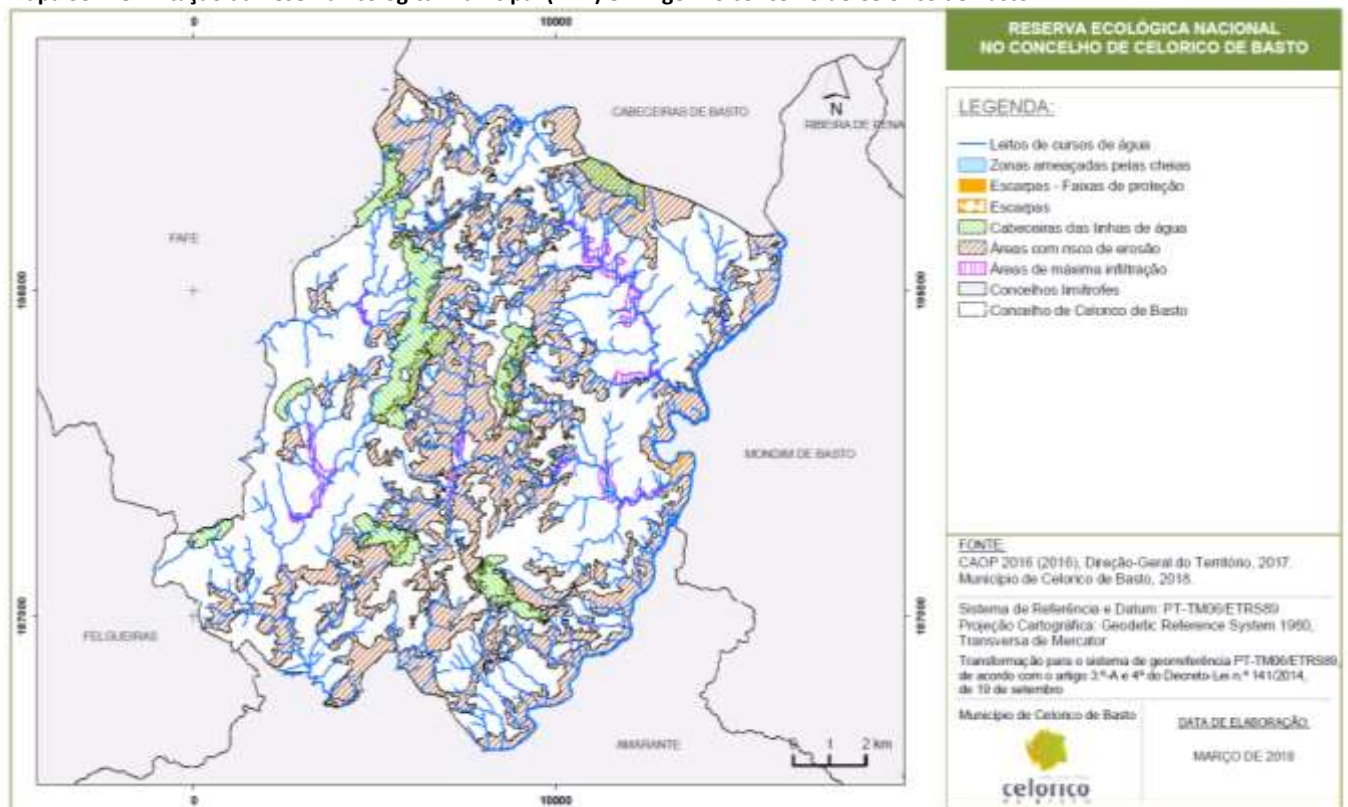 RESERVA ECOLÓGICA NACIONAL
NO CONCELHO DE CELORICO DE BASTO
LEGENDA:
Leitos de cursos de água
Zonas ameaçadas pelas cheias
Escarpas - Faixas de proteção
Escarpas
Cabeceiras das linhas de água
Áreas com risco de erosão
Áreas de máxima infiltração
Concelhos limítrofes
Concelho de Celorico de Basto
FONTE:
CAOP 2016 (2016), Direção-Geral do Território, 2017.
Município de Celorico de Basto, 2018.
Sistema de Referência e Datum: PT-TM06/ETRS89
Projeção Cartográfica: Geodetic Reference System 1980,
Transversa de Mercator
Transformação para o sistema de georreferência PT-TM06/ETRS89,
de acordo com o artigo 3.º-A e 4º do Decreto-Lei n.º 141/2014,
de 19 de setembro
Município de Celorico de Basto
celorico
DATA DE ELABORAÇÃO:
MARÇO DE 2018
0
10000
CABECEIRAS DE BASTO
N
RIBEIRA DE PENA
FAFE
MONDIM DE BASTO
FELGUEIRAS
AMARANTE
0 1 2 km
0
10000